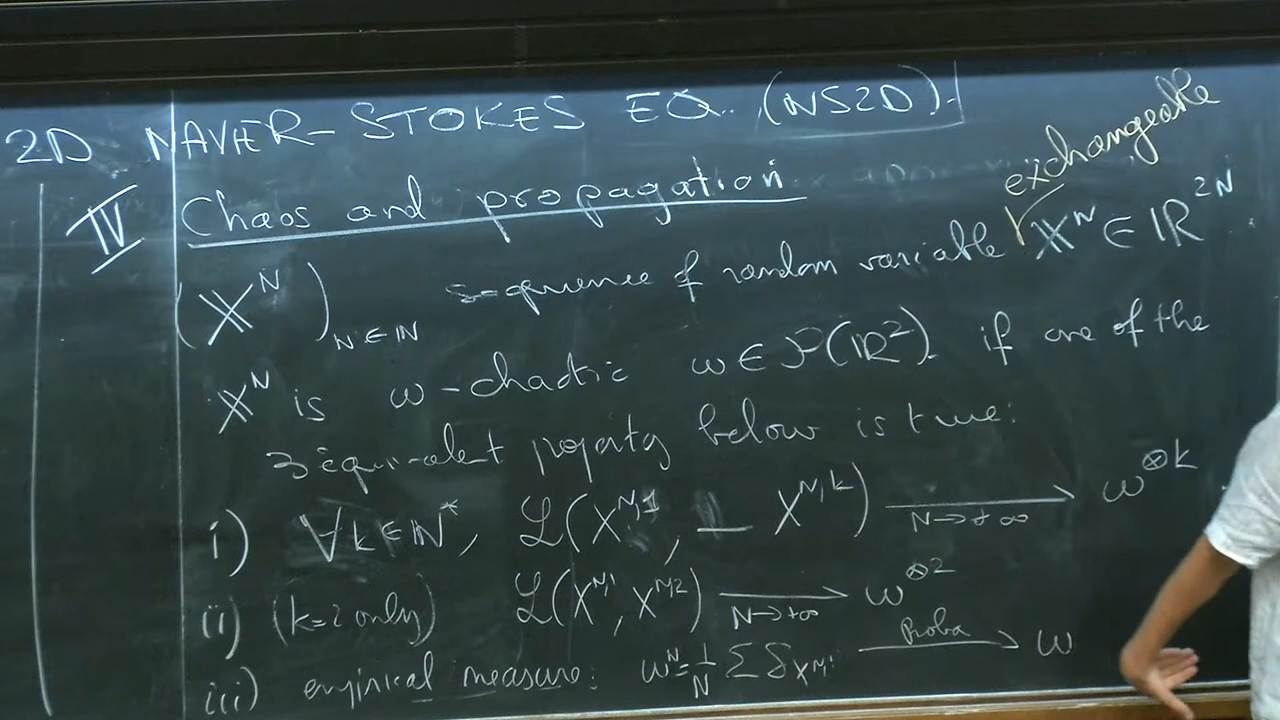 2D NAVIER-STOKES EQ. (NS2D).
IV Chaos and propagation.
exchangeable
(𝕏^N)_{N∈ℕ} sequence of random variable 𝕏^N ∈ ℝ^{2N}.
𝕏^N is ω-chaotic ω ∈ 𝒫(ℝ²). if one of the
3 equivalent property below is true:
i) ∀k∈ℕ*, ℒ(X^{N,1}, — X^{N,k}) ⟶_{N→+∞} ω^{⊗k}
ii) (k=2 only) ℒ(X^{N,1}, X^{N,2}) ⟶_{N→+∞} ω^{⊗2}
iii) empirical measure: ω^N = 1/N Σ δ_{X^{N,i}} ⟶^{Proba} ω